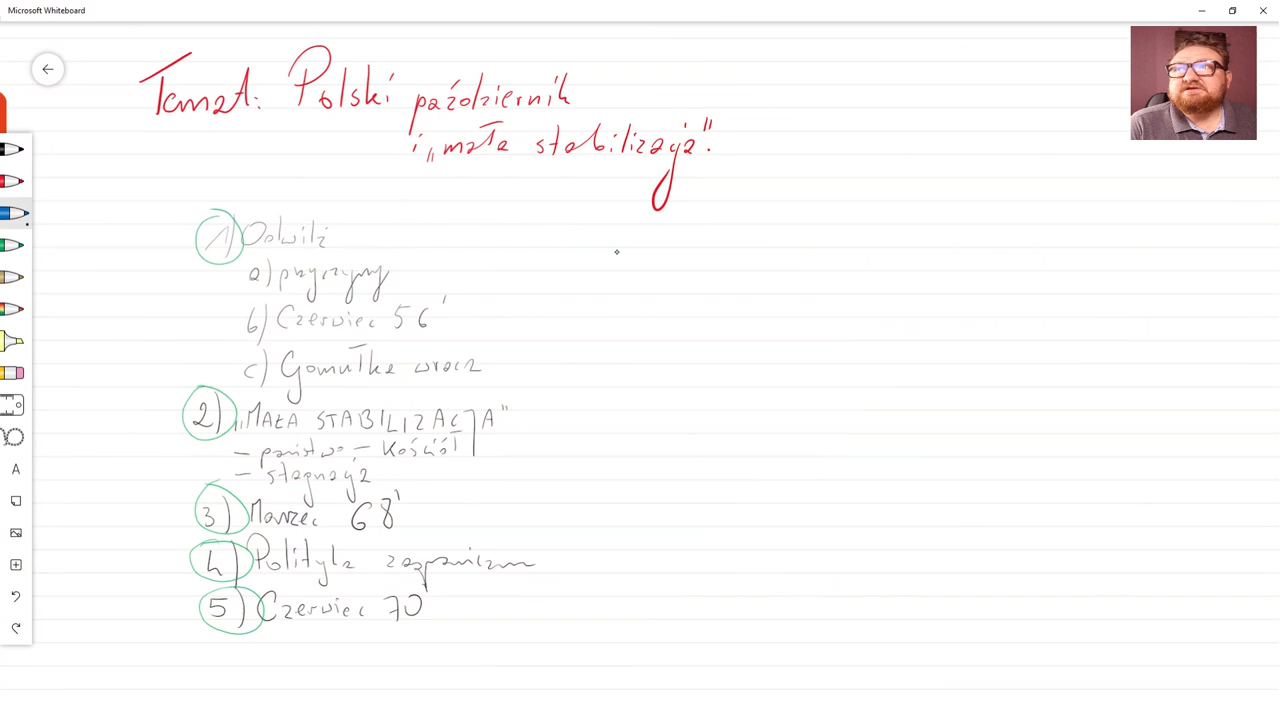 Microsoft Whiteboard
Temat: Polski październik
i „mała stabilizacja".
1) Odwilż
a) przyczyny
b) Czerwiec 56'
c) Gomułka wrócz
2) „MAŁA STABILIZACJA"
– państwo – Kościół
– stagnacja
3) Marzec 68'
4) Polityka zagraniczna
5) Czerwiec 70
A